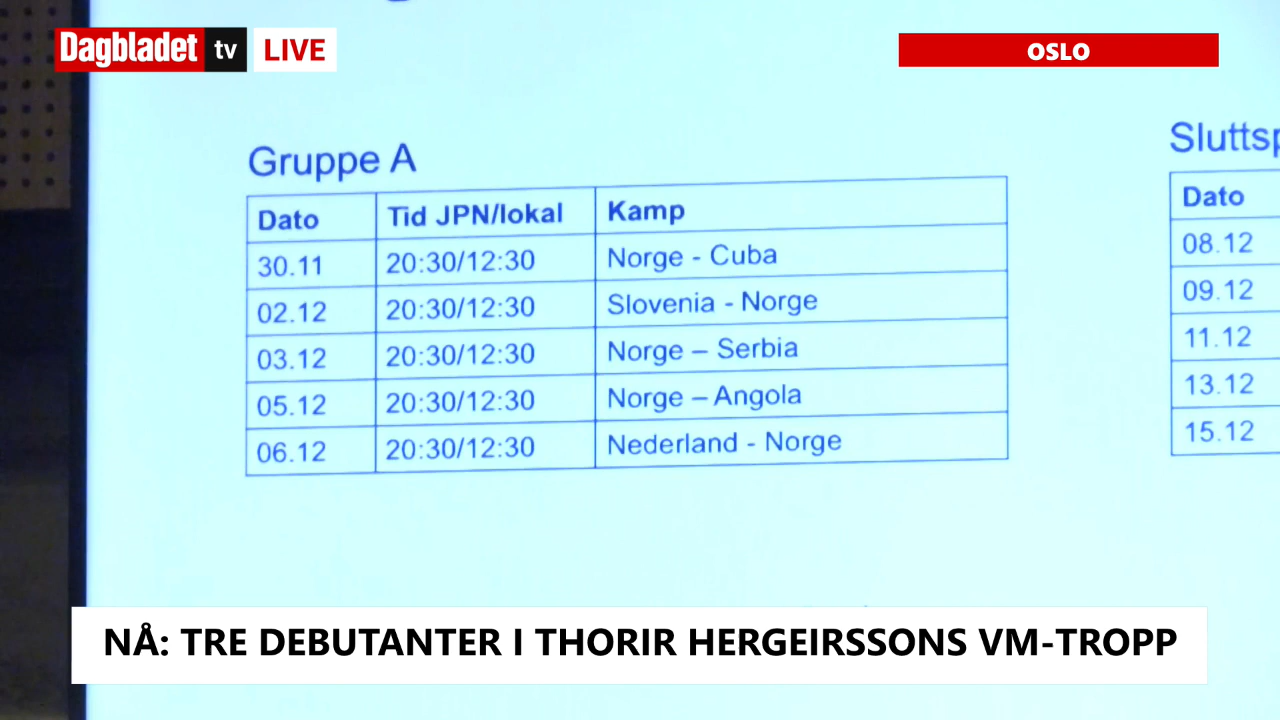 Dagbladet tv LIVE
OSLO
Gruppe A
Dato Tid JPN/lokal Kamp
30.11 20:30/12:30 Norge - Cuba
02.12 20:30/12:30 Slovenia - Norge
03.12 20:30/12:30 Norge – Serbia
05.12 20:30/12:30 Norge – Angola
06.12 20:30/12:30 Nederland - Norge
Dato
08.12
09.12
11.12
13.12
15.12
NÅ: TRE DEBUTANTER I THORIR HERGEIRSSONS VM-TROPP